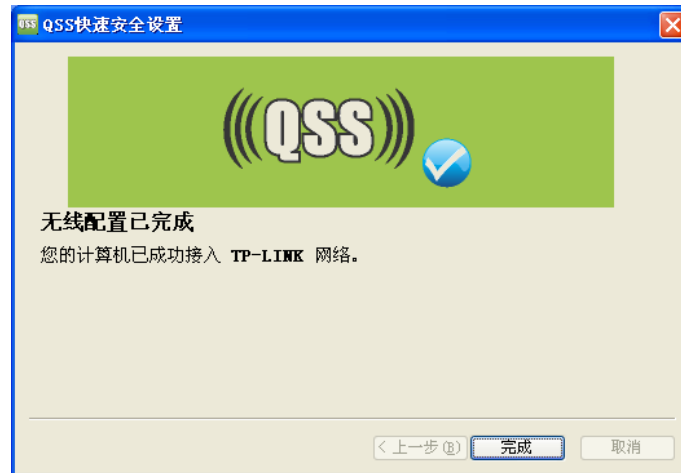 QSS QSS快速安全设置
(((QSS)))
无线配置已完成
您的计算机已成功接入 TP-LINK 网络。
< 上一步(B) 完成 取消